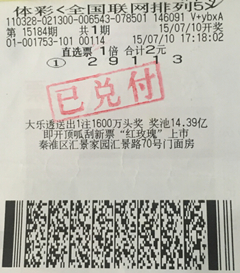 体彩<全国联网排列5>
110328-021300-006543-078501 146091 V+ybxA
第 15184期 共1期 15/07/10开奖
01-001753-101 00114 15/07/10 17:18:02
直选票 1倍 合计2元
① 2 9 1 1 3
已兑付
大乐透送出1注1600万头奖 奖池14.39亿
即开顶呱刮新票“红玫瑰”上市
秦淮区汇景家园汇景路70号门面房